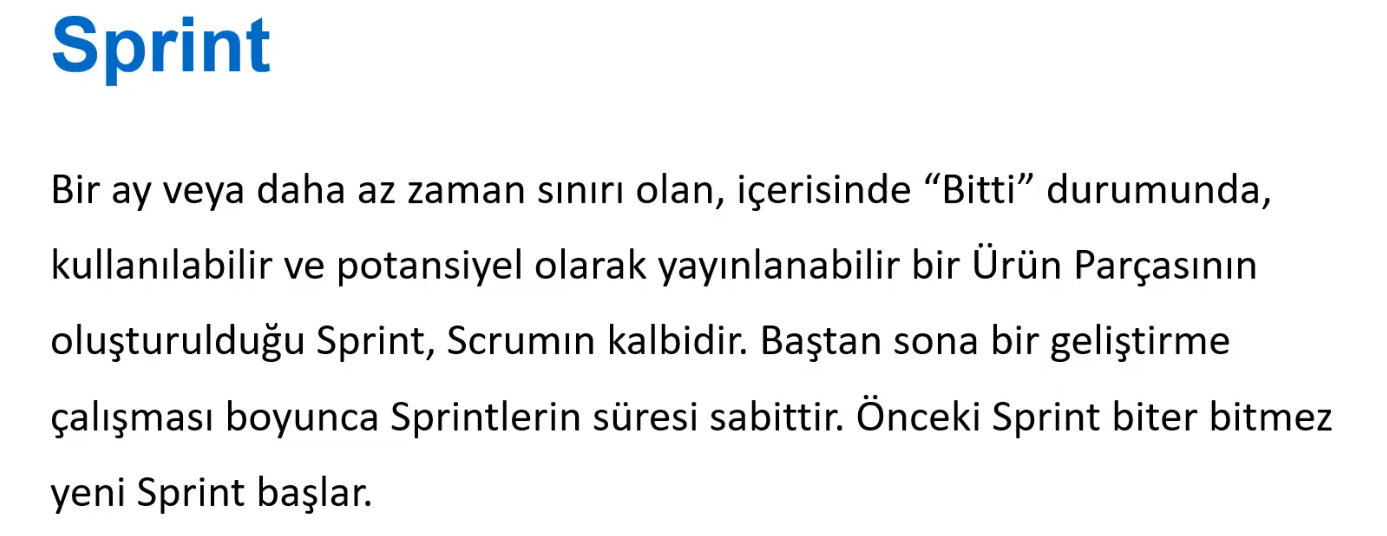 Sprint
Bir ay veya daha az zaman sınırı olan, içerisinde “Bitti” durumunda,
kullanılabilir ve potansiyel olarak yayınlanabilir bir Ürün Parçasının
oluşturulduğu Sprint, Scrumın kalbidir. Baştan sona bir geliştirme
çalışması boyunca Sprintlerin süresi sabittir. Önceki Sprint biter bitmez
yeni Sprint başlar.